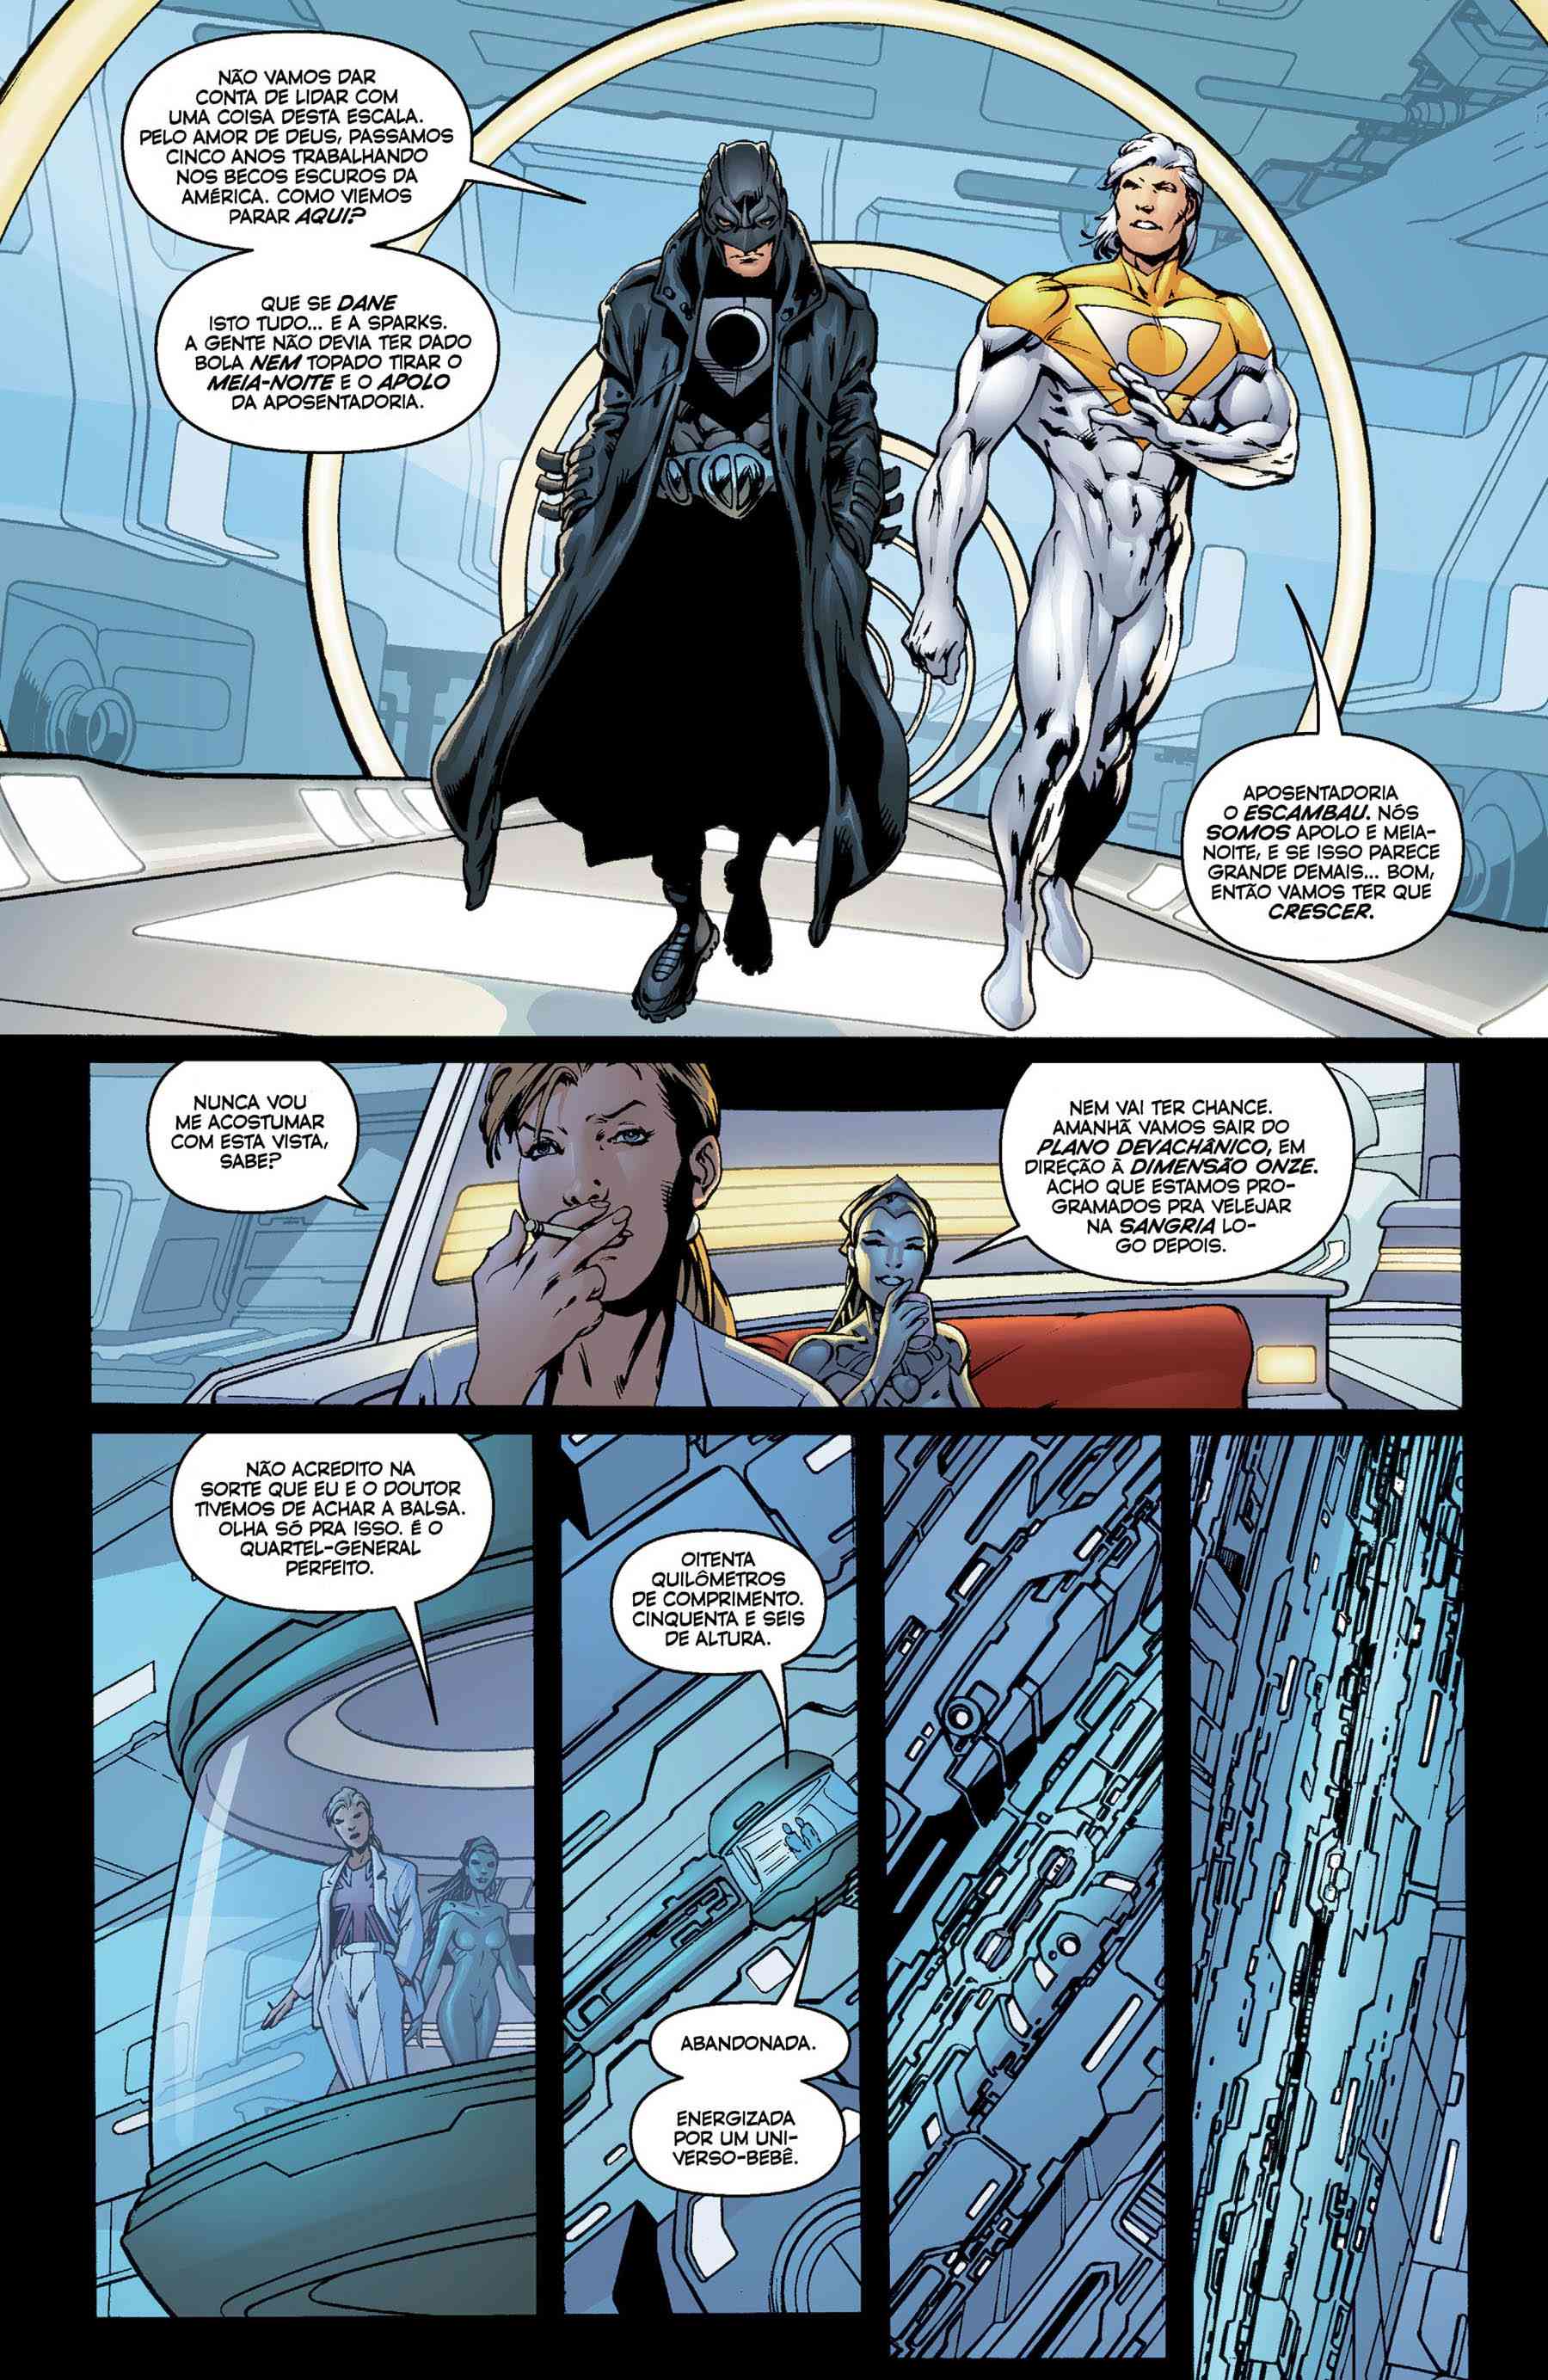 NÃO VAMOS DAR
CONTA DE LIDAR COM
UMA COISA DESTA ESCALA.
PELO AMOR DE DEUS, PASSAMOS
CINCO ANOS TRABALHANDO
NOS BECOS ESCUROS DA
AMÉRICA. COMO VIEMOS
PARAR AQUI?
QUE SE DANE
ISTO TUDO... E A SPARKS.
A GENTE NÃO DEVIA TER DADO
BOLA NEM TOPADO TIRAR O
MEIA-NOITE E O APOLO
DA APOSENTADORIA.
APOSENTADORIA
O ESCAMBAU. NÓS
SOMOS APOLO E MEIA-
NOITE, E SE ISSO PARECE
GRANDE DEMAIS... BOM,
ENTÃO VAMOS TER QUE
CRESCER.
NUNCA VOU
ME ACOSTUMAR
COM ESTA VISTA,
SABE?
NEM VAI TER CHANCE.
AMANHÃ VAMOS SAIR DO
PLANO DEVACHÂNICO, EM
DIREÇÃO À DIMENSÃO ONZE.
ACHO QUE ESTAMOS PRO-
GRAMADOS PRA VELEJAR
NA SANGRIA LO-
GO DEPOIS.
NÃO ACREDITO NA
SORTE QUE EU E O DOUTOR
TIVEMOS DE ACHAR A BALSA.
OLHA SÓ PRA ISSO. É O
QUARTEL-GENERAL
PERFEITO.
OITENTA
QUILÔMETROS
DE COMPRIMENTO.
CINQUENTA E SEIS
DE ALTURA.
ABANDONADA.
ENERGIZADA
POR UM UNI-
VERSO-BEBÊ.